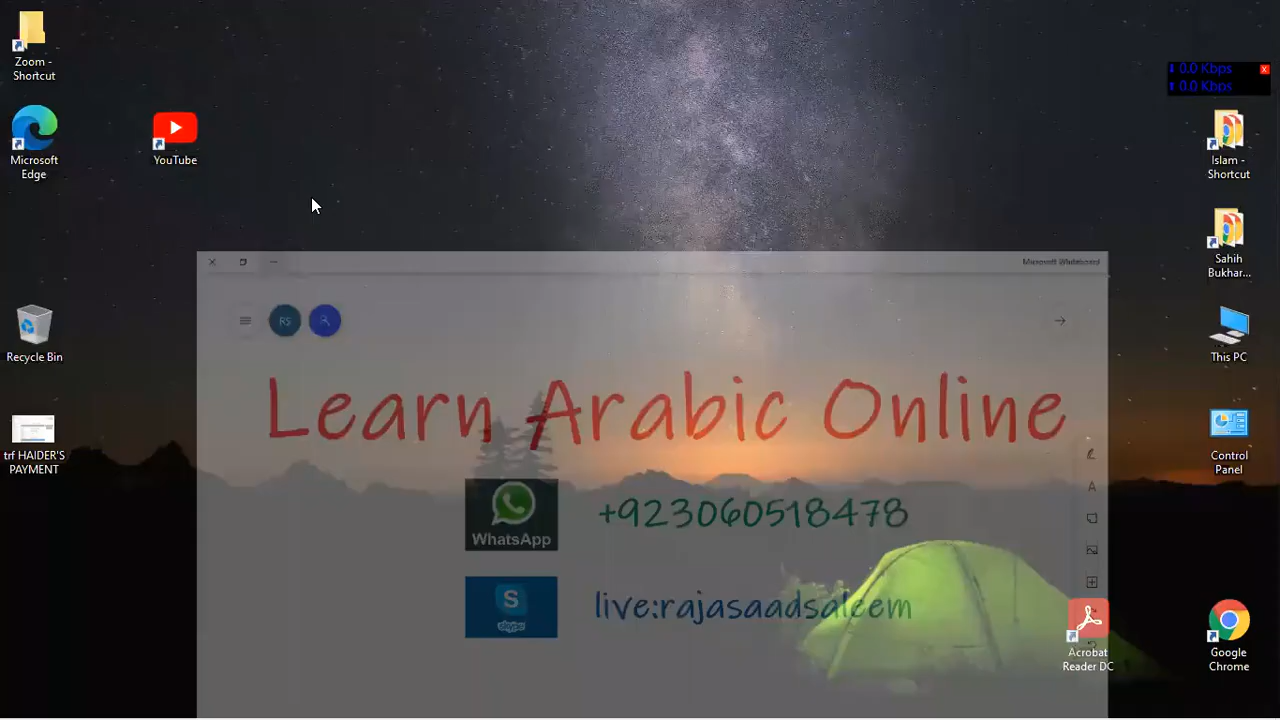 Zoom -
Shortcut
Microsoft
Edge
YouTube
Recycle Bin
trf HAIDER'S
PAYMENT
0.0 Kbps
0.0 Kbps
x
Islam -
Shortcut
Sahih
Bukhar...
This PC
Control
Panel
Acrobat
Reader DC
Google
Chrome
Microsoft Whiteboard
RS
Learn Arabic Online
WhatsApp
+923060518478
S
skype
live:rajasaadsaleem
A